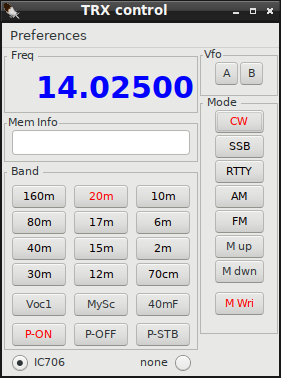 TRX control
Preferences
Freq
14.02500
Vfo
A B
Mem Info
Mode
CW
SSB
RTTY
AM
FM
M up
M dwn
M Wri
Band
160m 20m 10m
80m 17m 6m
40m 15m 2m
30m 12m 70cm
Voc1 MySc 40mF
P-ON P-OFF P-STB
IC706 none